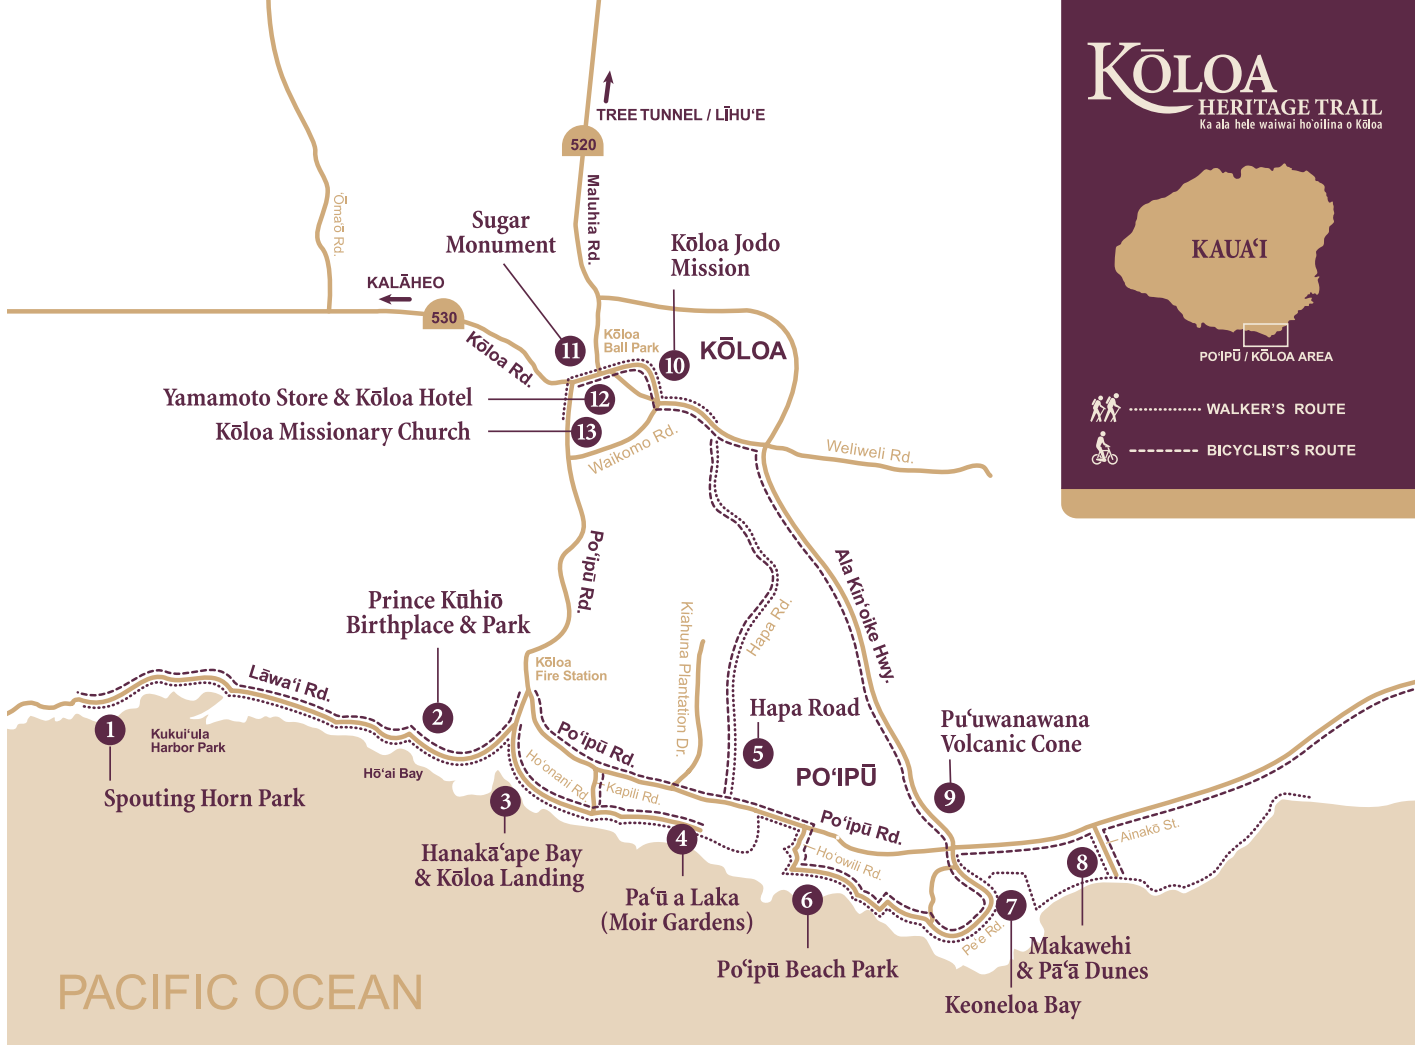 KŌLOA
HERITAGE TRAIL
Ka ala hele waiwai ho'oilina o Kōloa
KAUAʻI
PO'IPŪ / KŌLOA AREA
WALKER'S ROUTE
BICYCLIST'S ROUTE
TREE TUNNEL / LĪHUʻE
520
Maluhia Rd.
ʻŌmaʻō Rd.
Sugar
Monument
Kōloa Jodo
Mission
KALĀHEO
530
Kōloa Rd.
11
Kōloa
Ball Park
10
KŌLOA
Yamamoto Store & Kōloa Hotel
12
Kōloa Missionary Church
13
Waikomo Rd.
Weliweli Rd.
Poʻipū Rd.
Ala Kinʻoike Hwy.
Prince Kūhiō
Birthplace & Park
Kiahuna Plantation Dr.
Hapa Rd.
Kōloa
Fire Station
Lāwaʻi Rd.
1
2
Kukuiʻula
Harbor Park
Hōʻai Bay
Spouting Horn Park
Poʻipū Rd.
Hoʻonani Rd.
Kapili Rd.
Hapa Road
5
POʻIPŪ
Puʻuwanawana
Volcanic Cone
9
3
Hanakāʻape Bay
& Kōloa Landing
4
Paʻū a Laka
(Moir Gardens)
Poʻipū Rd.
Hoʻowili Rd.
6
Poʻipū Beach Park
Ainakō St.
8
7
Peʻe Rd.
Makawehi
& Pāʻā Dunes
Keoneloa Bay
PACIFIC OCEAN